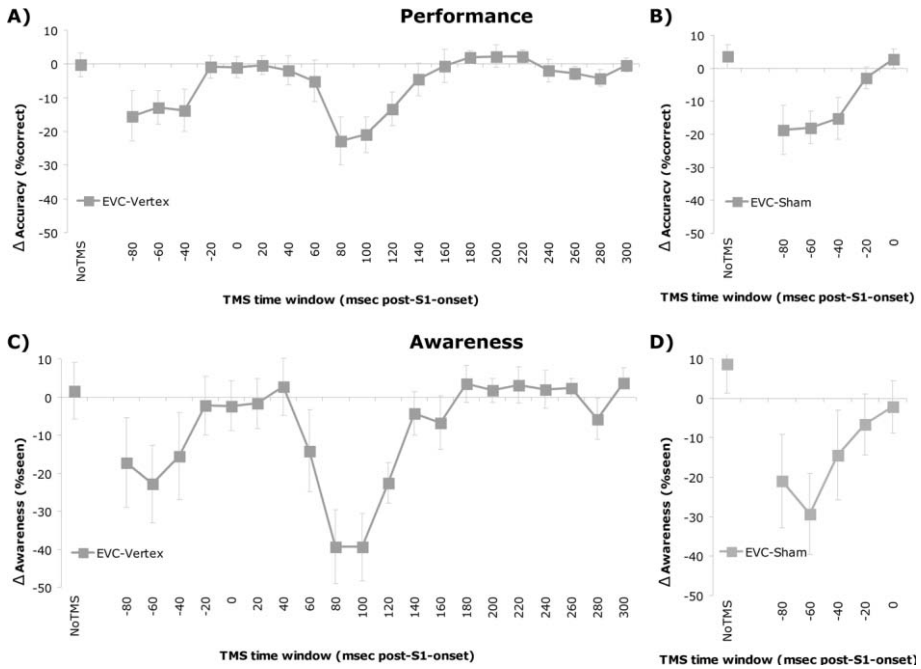 A)
Performance
10
0
-10
-20
-30
-40
-50
Δ Accuracy (%correct)
EVC-Vertex
NoTMS -80 -60 -40 -20 0 20 40 60 80 100 120 140 160 180 200 220 240 260 280 300
TMS time window (msec post-S1-onset)
B)
10
0
-10
-20
-30
-40
-50
Δ Accuracy (%correct)
EVC-Sham
NoTMS -80 -60 -40 -20 0
TMS time window (msec post-S1-onset)
C)
Awareness
10
0
-10
-20
-30
-40
-50
Δ Awareness (%seen)
EVC-Vertex
NoTMS -80 -60 -40 -20 0 20 40 60 80 100 120 140 160 180 200 220 240 260 280 300
TMS time window (msec post-S1-onset)
D)
10
0
-10
-20
-30
-40
-50
Δ Awareness (%seen)
EVC-Sham
NoTMS -80 -60 -40 -20 0
TMS time window (msec post-S1-onset)